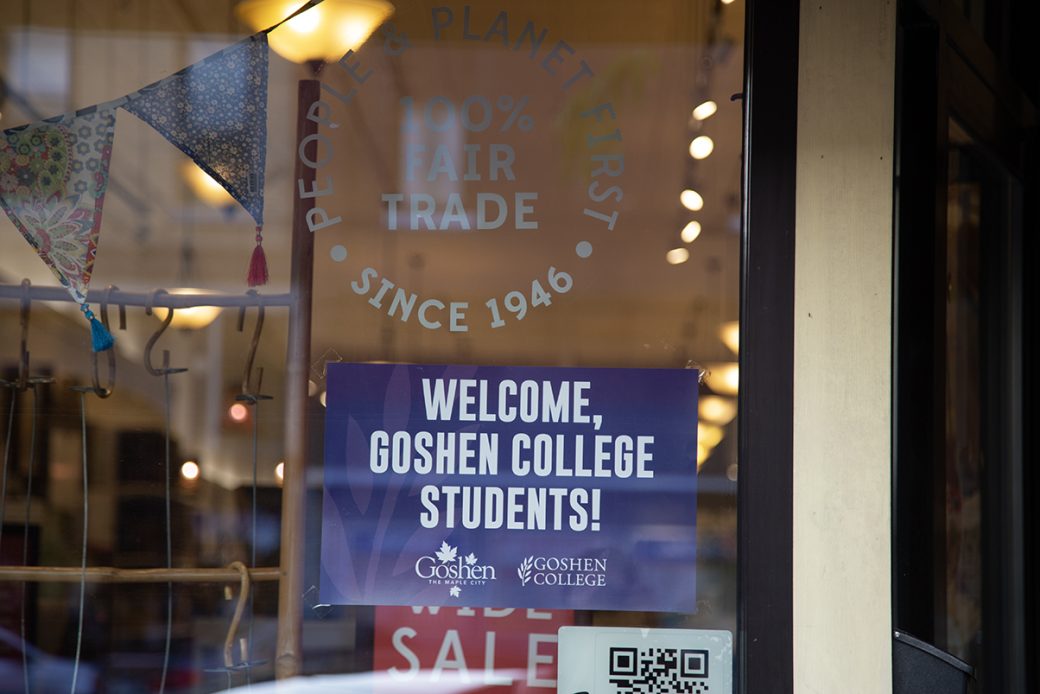 PEOPLE & PLANET FIRST
100%
FAIR
TRADE
• SINCE 1946 •
WELCOME,
GOSHEN COLLEGE
STUDENTS!
Goshen
THE MAPLE CITY
GOSHEN
COLLEGE
WIDE
SALE